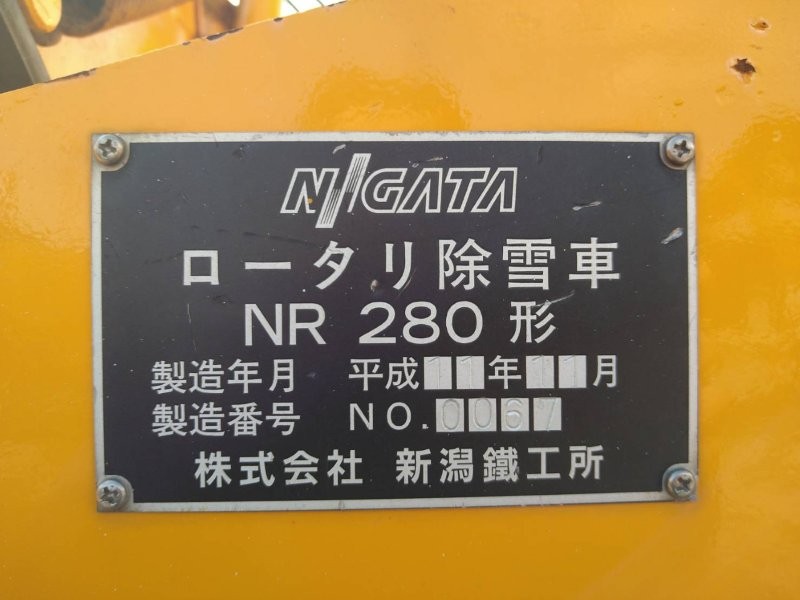 NIIGATA
ロータリ除雪車
NR 280 形
製造年月 平成11年11月
製造番号 NO.0067
株式会社 新潟鐵工所